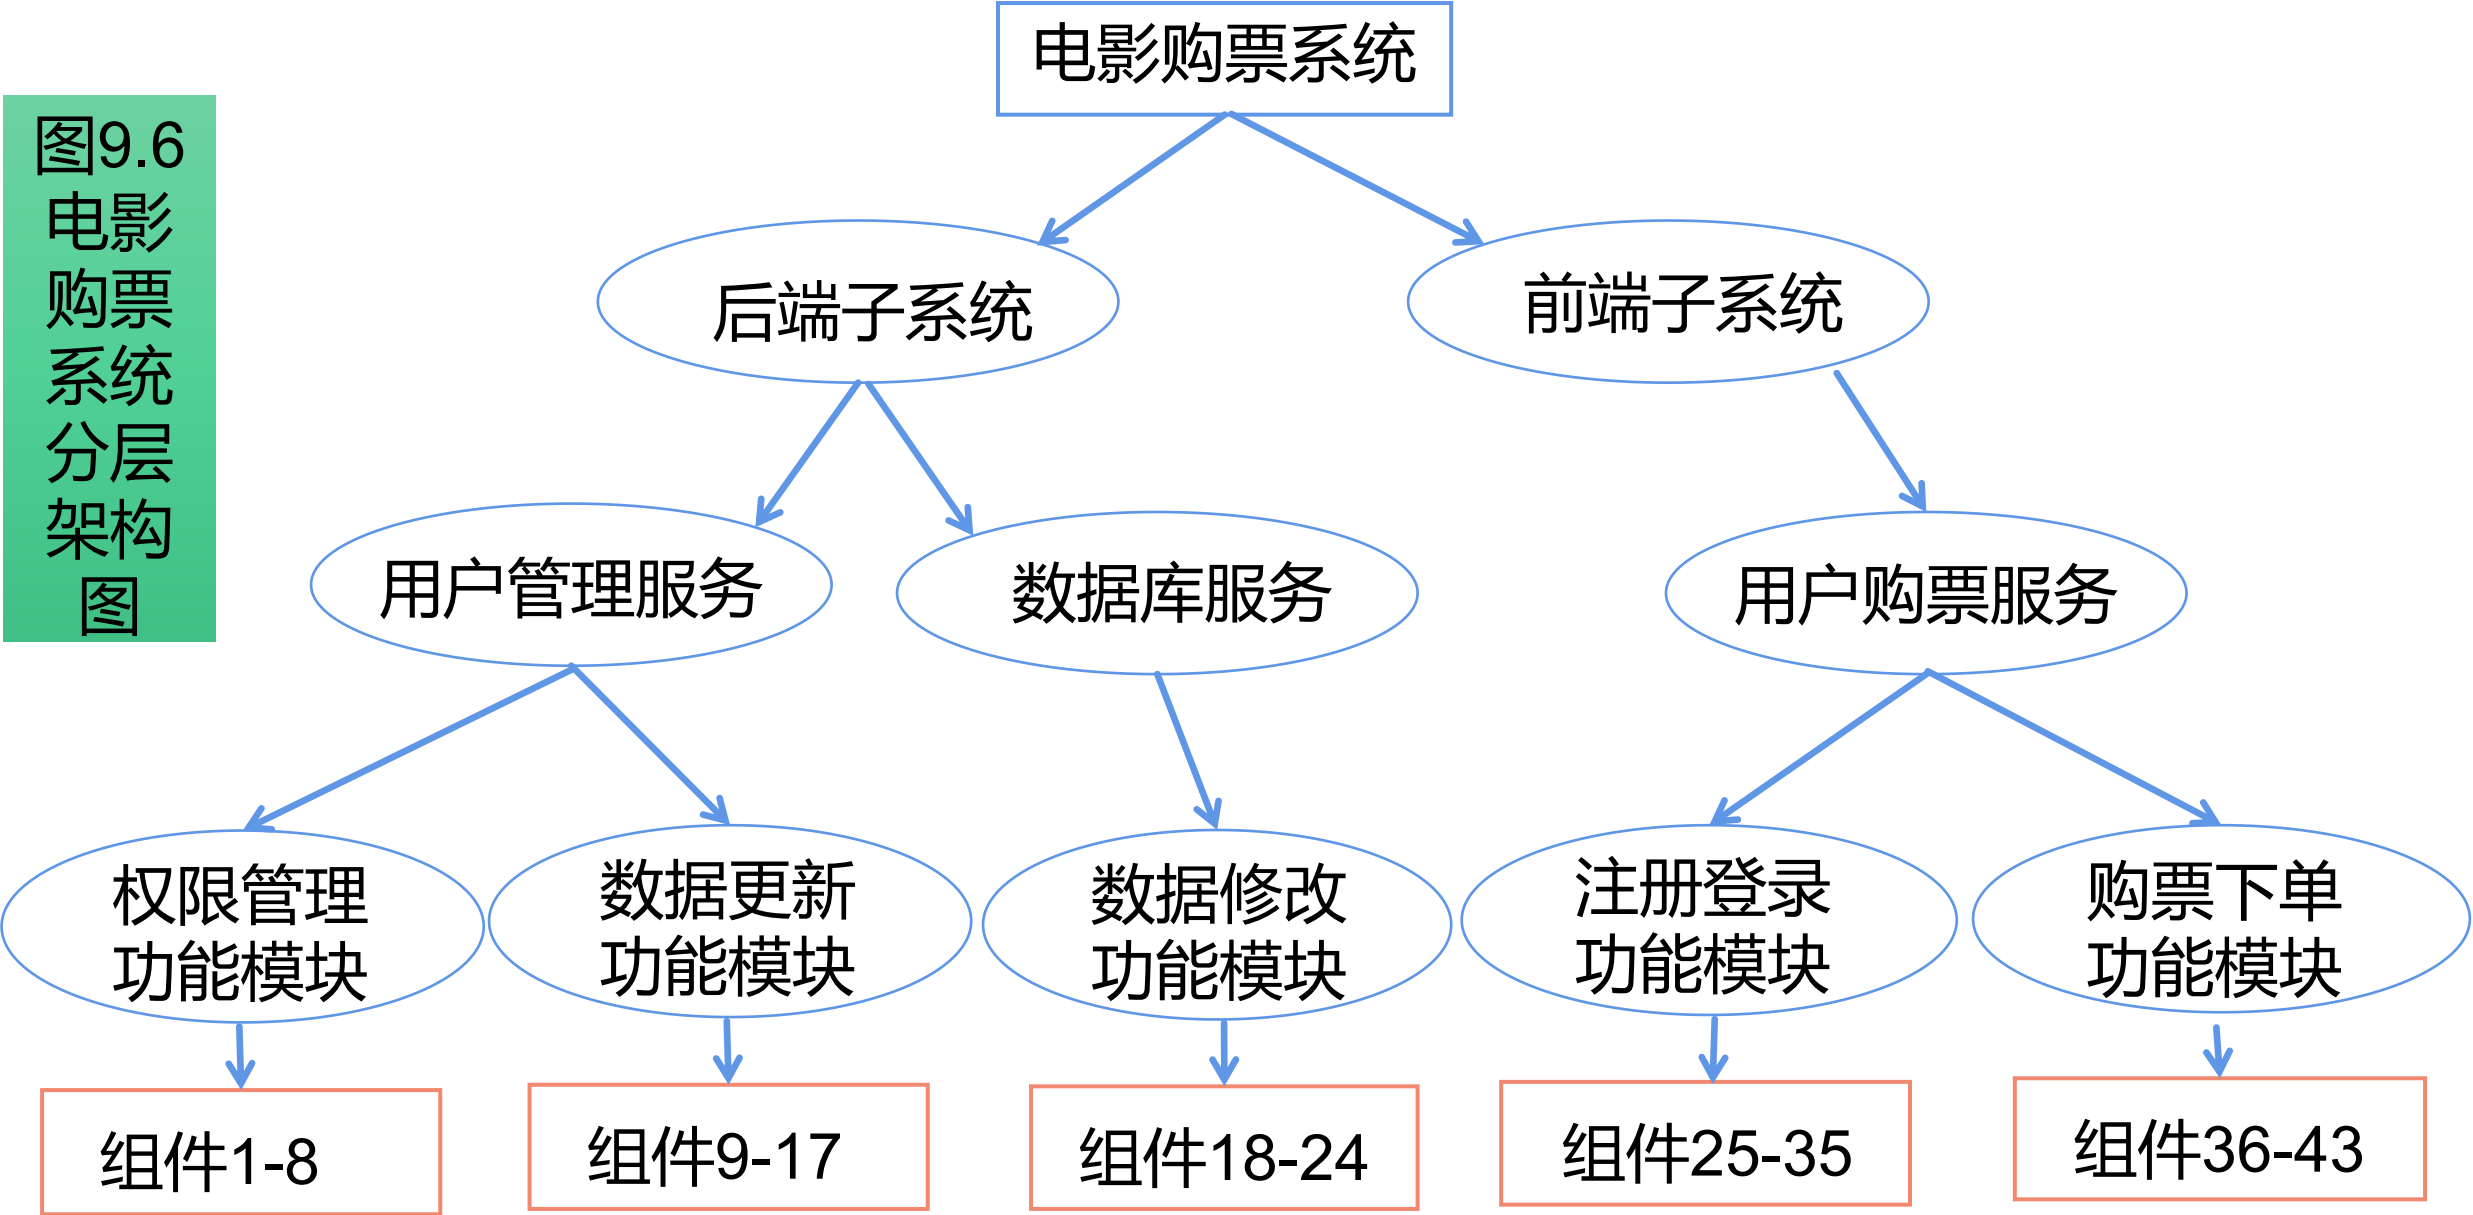 电影购票系统
图9.6
电影
购票
系统
分层
架构
图
后端子系统
前端子系统
用户管理服务
数据库服务
用户购票服务
权限管理
功能模块
数据更新
功能模块
数据修改
功能模块
注册登录
功能模块
购票下单
功能模块
组件1-8
组件9-17
组件18-24
组件25-35
组件36-43